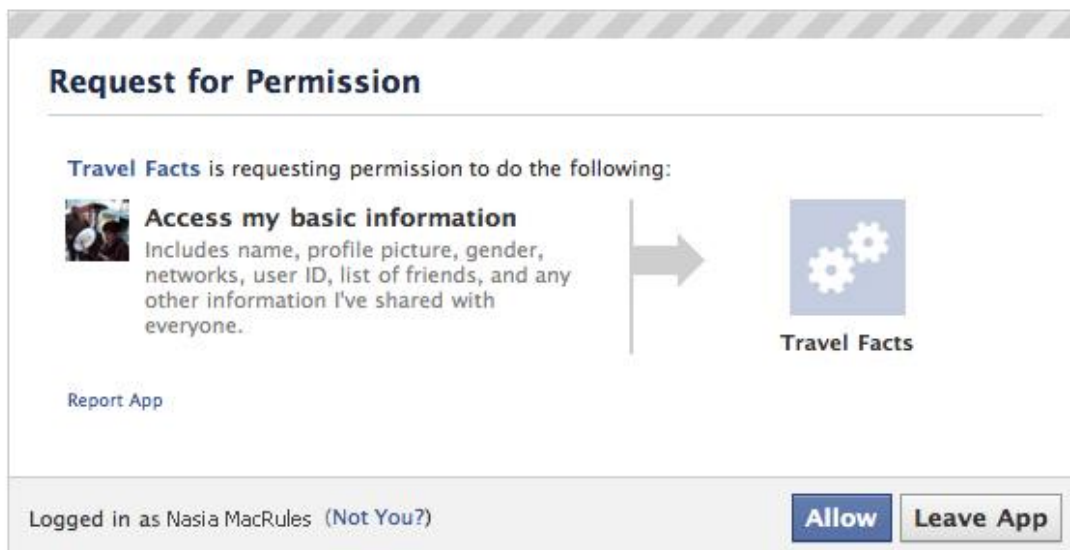 Request for Permission
Travel Facts is requesting permission to do the following:
Access my basic information
Includes name, profile picture, gender,
networks, user ID, list of friends, and any
other information I've shared with
everyone.
Travel Facts
Report App
Logged in as Nasia MacRules (Not You?)
Allow
Leave App